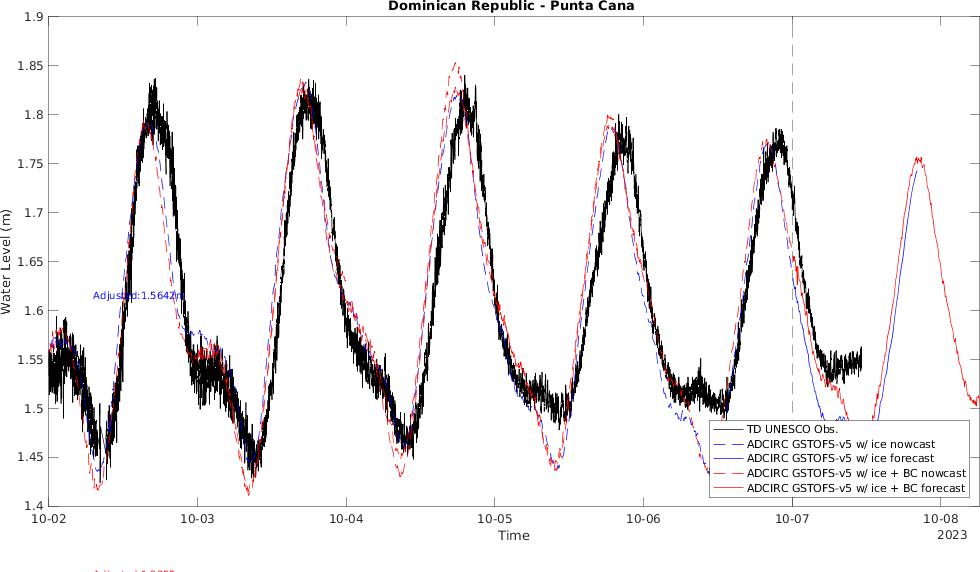 Dominican Republic - Punta Cana
1.9
1.85
1.8
1.75
1.7
1.65
1.6
1.55
1.5
1.45
1.4
Water Level (m)
Adjusted:1.5642m
TD UNESCO Obs.
ADCIRC GSTOFS-v5 w/ ice nowcast
ADCIRC GSTOFS-v5 w/ ice forecast
ADCIRC GSTOFS-v5 w/ ice + BC nowcast
ADCIRC GSTOFS-v5 w/ ice + BC forecast
10-02
10-03
10-04
10-05
10-06
10-07
10-08
Time
2023